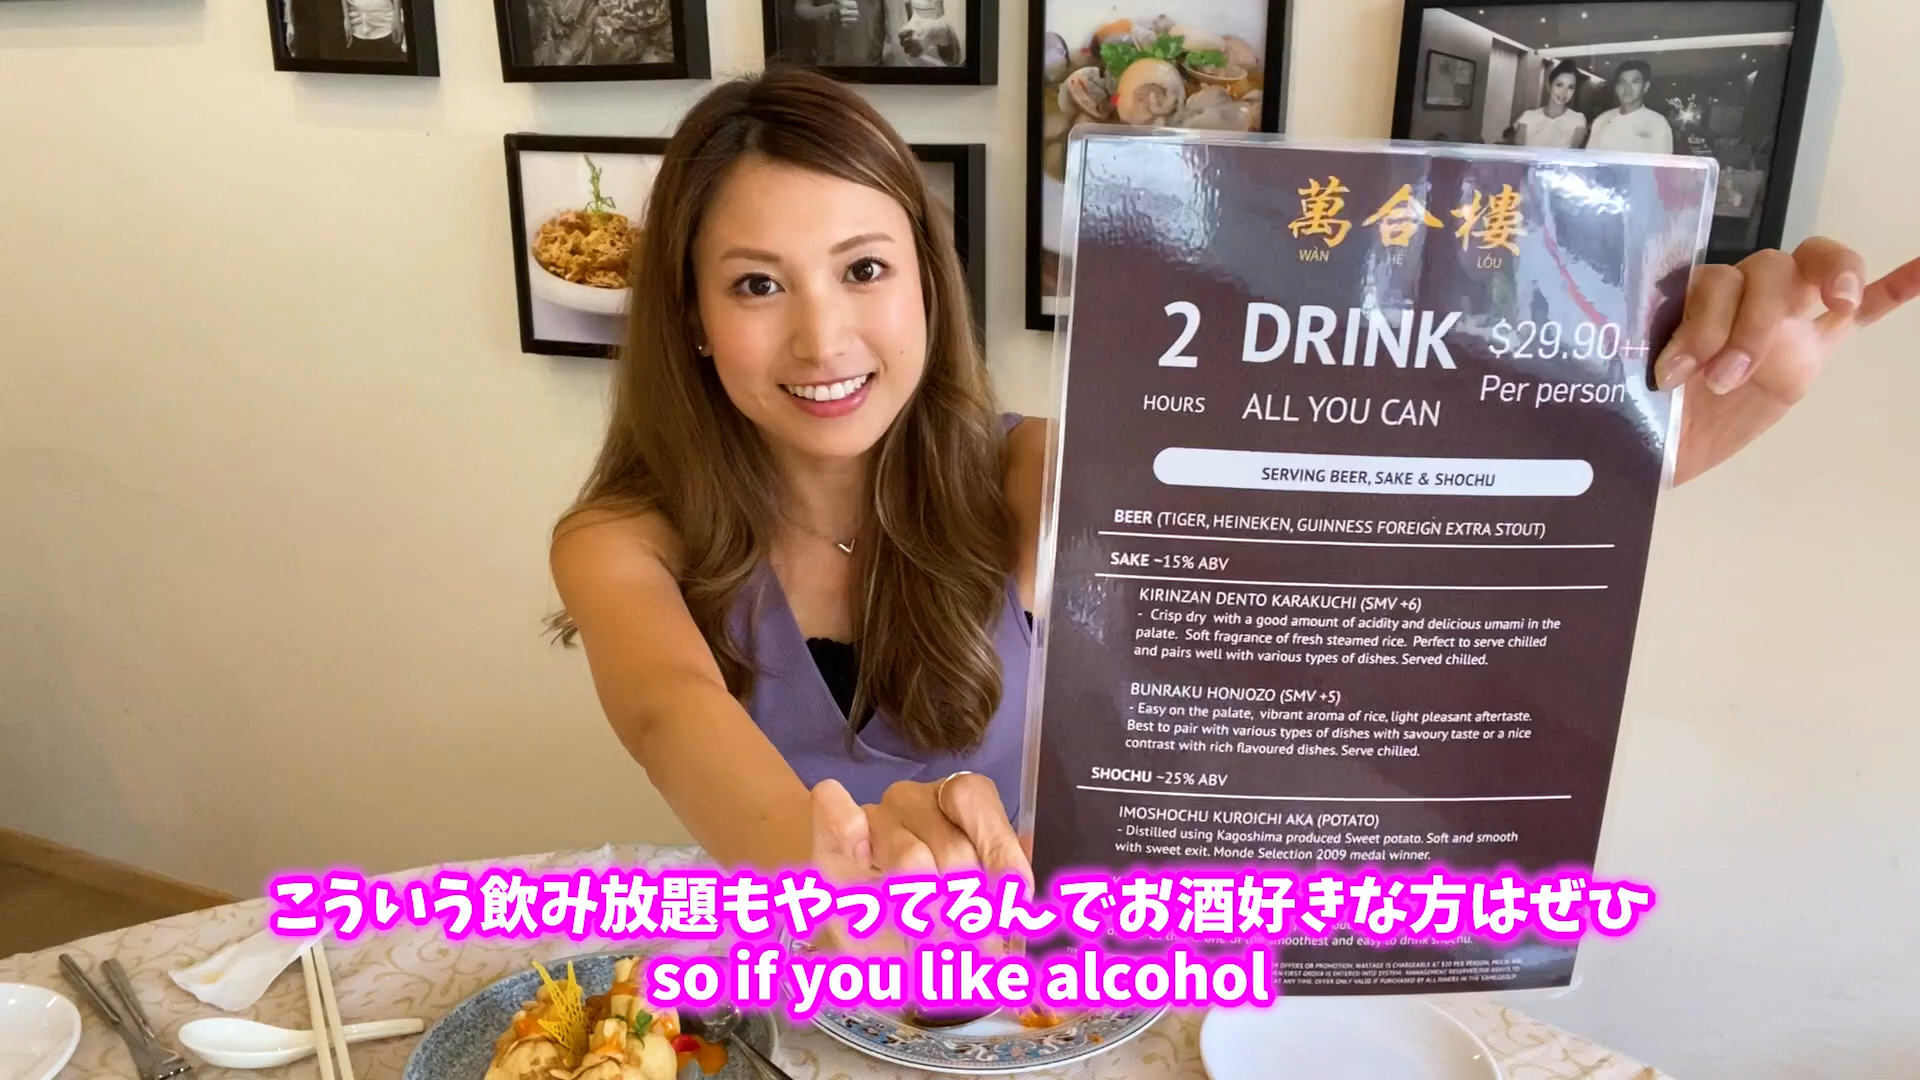 萬合樓
WÀN HÉ LÓU
2 DRINK $29.90++
HOURS ALL YOU CAN Per person
SERVING BEER, SAKE & SHOCHU
BEER (TIGER, HEINEKEN, GUINNESS FOREIGN EXTRA STOUT)
SAKE ~15% ABV
KIRINZAN DENTO KARAKUCHI (SMV +6)
- Crisp dry with a good amount of acidity and delicious umami in the
palate. Soft fragrance of fresh steamed rice. Perfect to serve chilled
and pairs well with various types of dishes. Served chilled.
BUNRAKU HONJOZO (SMV +5)
- Easy on the palate, vibrant aroma of rice, light pleasant aftertaste.
Best to pair with various types of dishes with savoury taste or a nice
contrast with rich flavoured dishes. Serve chilled.
SHOCHU ~25% ABV
IMOSHOCHU KUROICHI AKA (POTATO)
- Distilled using Kagoshima produced Sweet potato. Soft and smooth
with sweet exit. Monde Selection 2009 medal winner.
こういう飲み放題もやってるんでお酒好きな方はぜひ
smoothest and easy to drink shochu.
so if you like alcohol